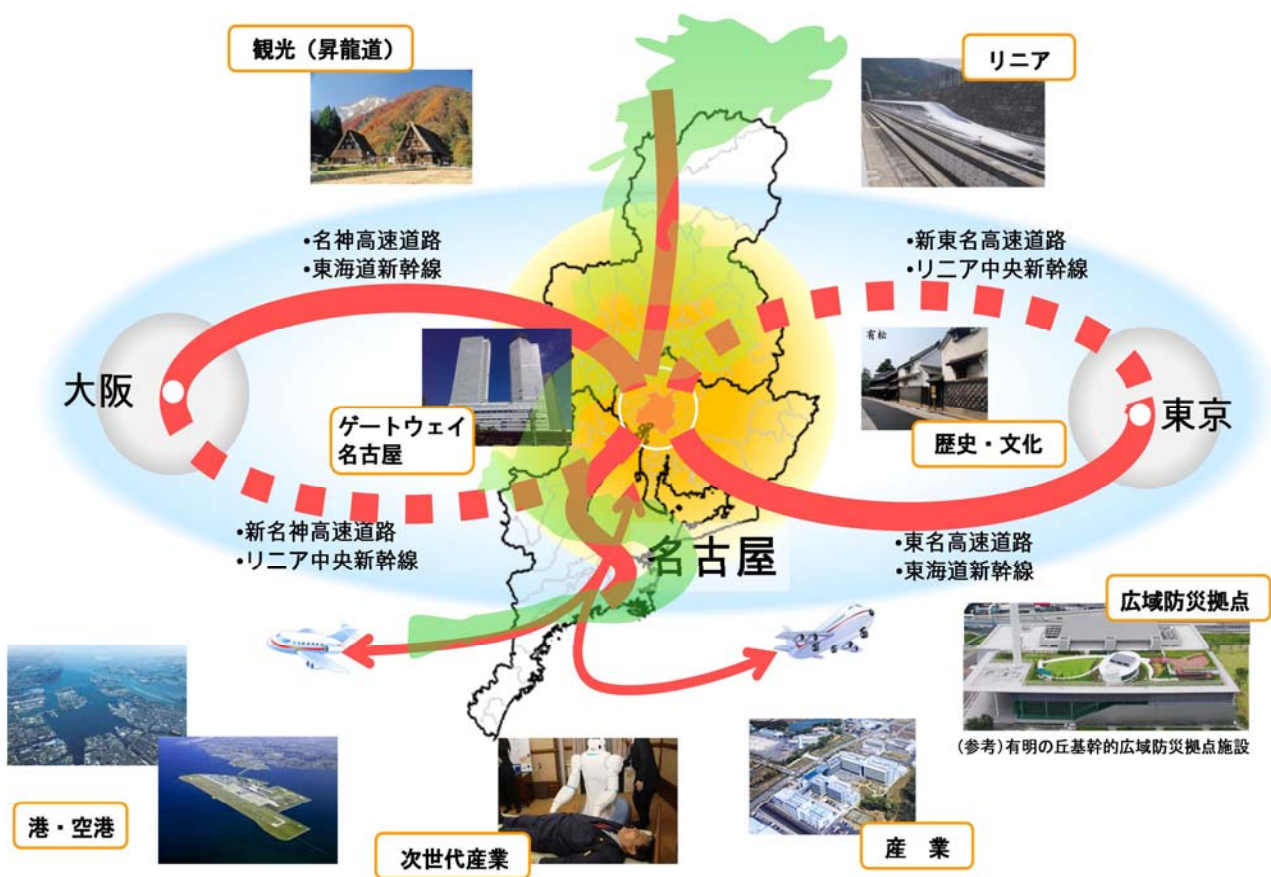 観光（昇龍道）
リニア
•名神高速道路
•東海道新幹線
•新東名高速道路
•リニア中央新幹線
有松
大阪
東京
ゲートウェイ
名古屋
歴史・文化
•新名神高速道路
•リニア中央新幹線
名古屋
•東名高速道路
•東海道新幹線
広域防災拠点
（参考）有明の丘基幹的広域防災拠点施設
港・空港
次世代産業
産　業